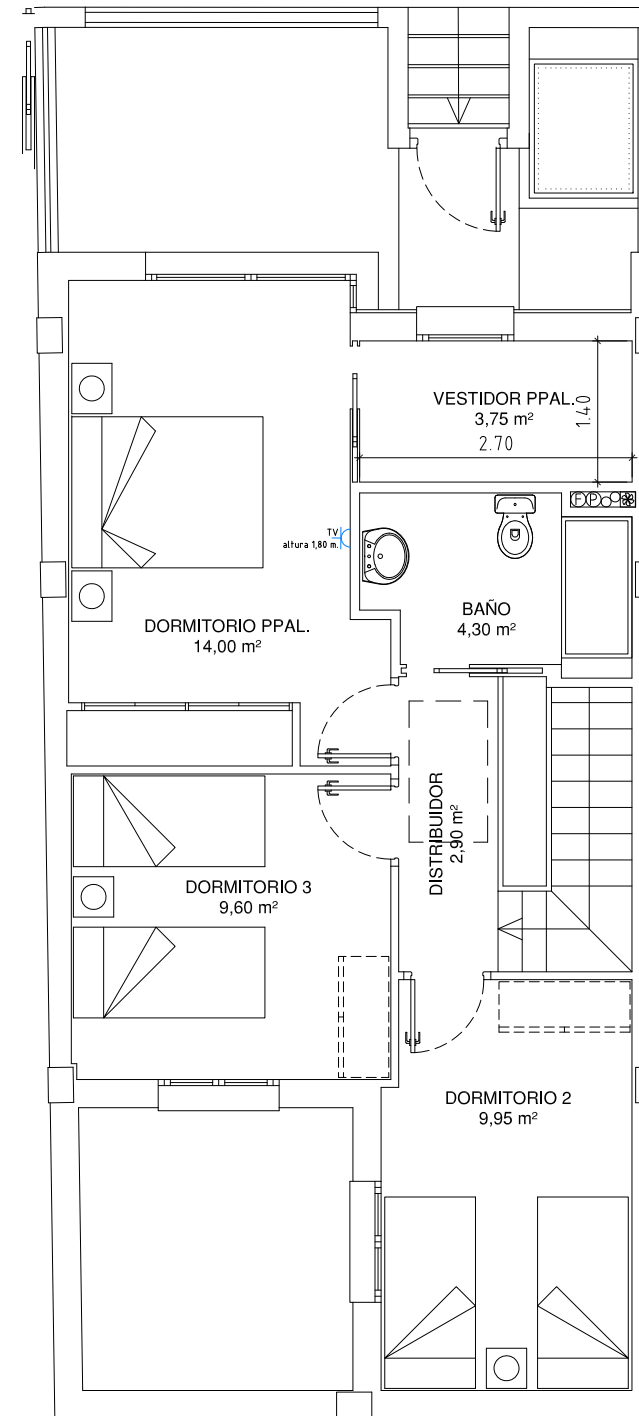 VESTIDOR PPAL.
3,75 m²
1.40
2.70
F P
TV
altura 1,80 m.
BAÑO
4,30 m²
DORMITORIO PPAL.
14,00 m²
DISTRIBUIDOR
2,90 m²
DORMITORIO 3
9,60 m²
DORMITORIO 2
9,95 m²